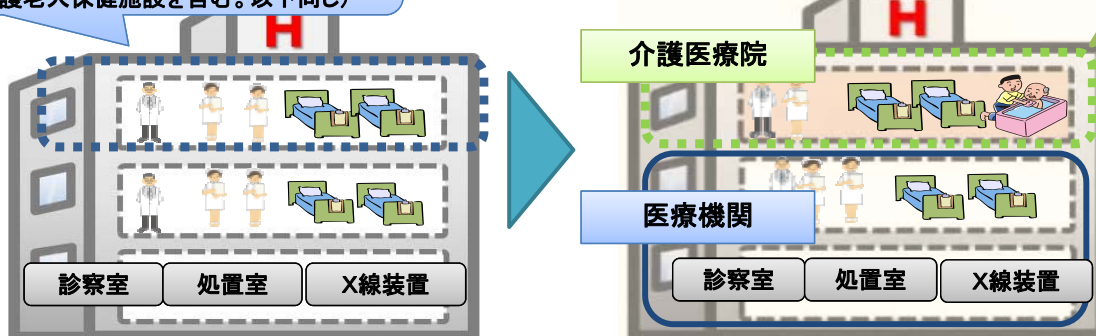 護老人保健施設を含む。以下同じ)
H
診察室
処置室
X線装置
H
介護医療院
医療機関
診察室
処置室
X線装置